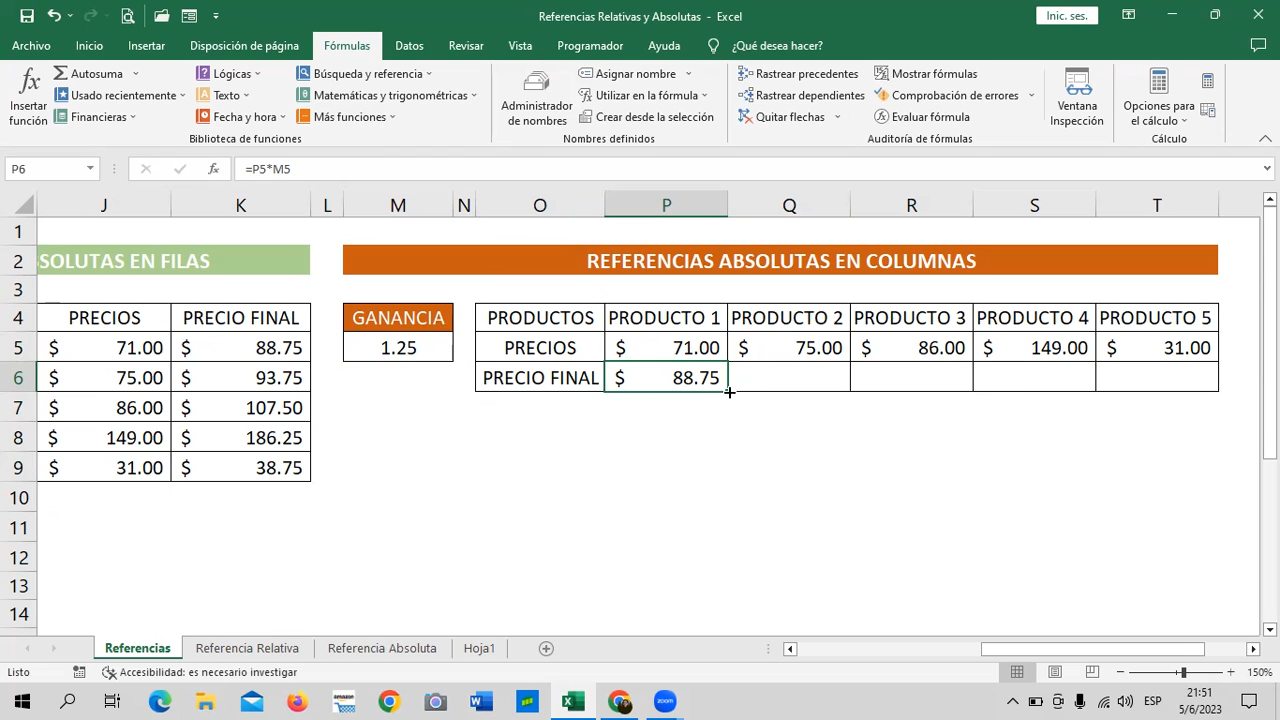 Referencias Relativas y Absolutas - Excel
Inic. ses.
Archivo Inicio Insertar Disposición de página Fórmulas Datos Revisar Vista Programador Ayuda ¿Qué desea hacer?
Insertar función
Autosuma
Usado recientemente
Financieras
Lógicas
Texto
Fecha y hora
Búsqueda y referencia
Matemáticas y trigonométricas
Más funciones
Biblioteca de funciones
Administrador de nombres
Asignar nombre
Utilizar en la fórmula
Crear desde la selección
Nombres definidos
Rastrear precedentes
Rastrear dependientes
Quitar flechas
Mostrar fórmulas
Comprobación de errores
Evaluar fórmula
Auditoría de fórmulas
Ventana Inspección
Opciones para el cálculo
Cálculo
P6 fx =P5*M5
J K L M N O P Q R S T
1
2 SOLUTAS EN FILAS REFERENCIAS ABSOLUTAS EN COLUMNAS
3
4 PRECIOS PRECIO FINAL GANANCIA PRODUCTOS PRODUCTO 1 PRODUCTO 2 PRODUCTO 3 PRODUCTO 4 PRODUCTO 5
5 $ 71.00 $ 88.75 1.25 PRECIOS $ 71.00 $ 75.00 $ 86.00 $ 149.00 $ 31.00
6 $ 75.00 $ 93.75 PRECIO FINAL $ 88.75
7 $ 86.00 $ 107.50
8 $ 149.00 $ 186.25
9 $ 31.00 $ 38.75
10
11
12
13
14
Referencias Referencia Relativa Referencia Absoluta Hoja1
Listo Accesibilidad: es necesario investigar 150%
amazon zoom ESP 21:51
5/6/2023